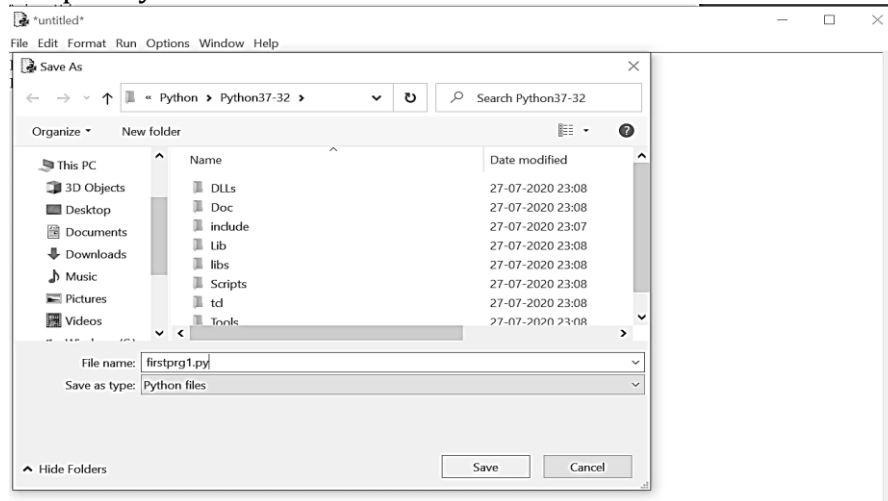 *untitled*
File Edit Format Run Options Window Help
Save As
« Python > Python37-32 >
Search Python37-32
Organize
New folder
This PC
3D Objects
Desktop
Documents
Downloads
Music
Pictures
Videos
Name Date modified
DLLs 27-07-2020 23:08
Doc 27-07-2020 23:08
include 27-07-2020 23:07
Lib 27-07-2020 23:08
libs 27-07-2020 23:08
Scripts 27-07-2020 23:08
tcl 27-07-2020 23:08
Tools 27-07-2020 23:08
File name: firstprg1.py
Save as type: Python files
Hide Folders
Save
Cancel